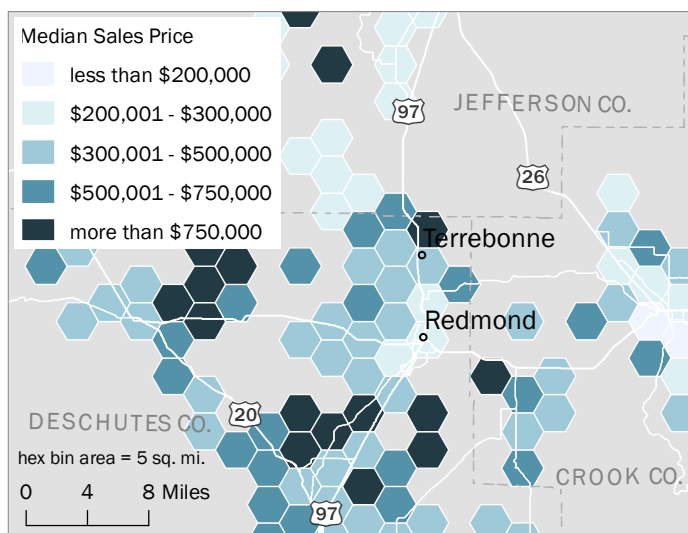 Median Sales Price
less than $200,000
$200,001 - $300,000
$300,001 - $500,000
$500,001 - $750,000
more than $750,000
JEFFERSON CO.
97
26
Terrebonne
Redmond
20
DESCHUTES CO.
hex bin area = 5 sq. mi.
CROOK CO.
0 4 8 Miles
97